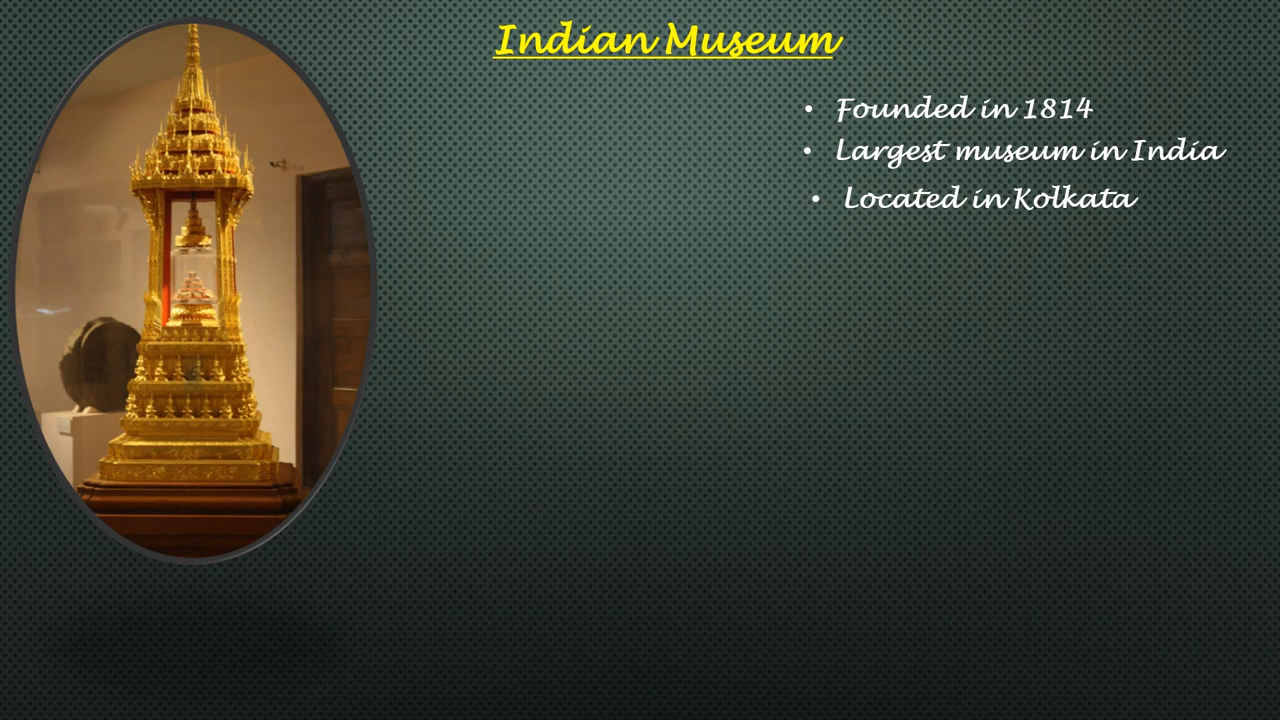 Indian Museum
• Founded in 1814
• Largest museum in India
• Located in Kolkata